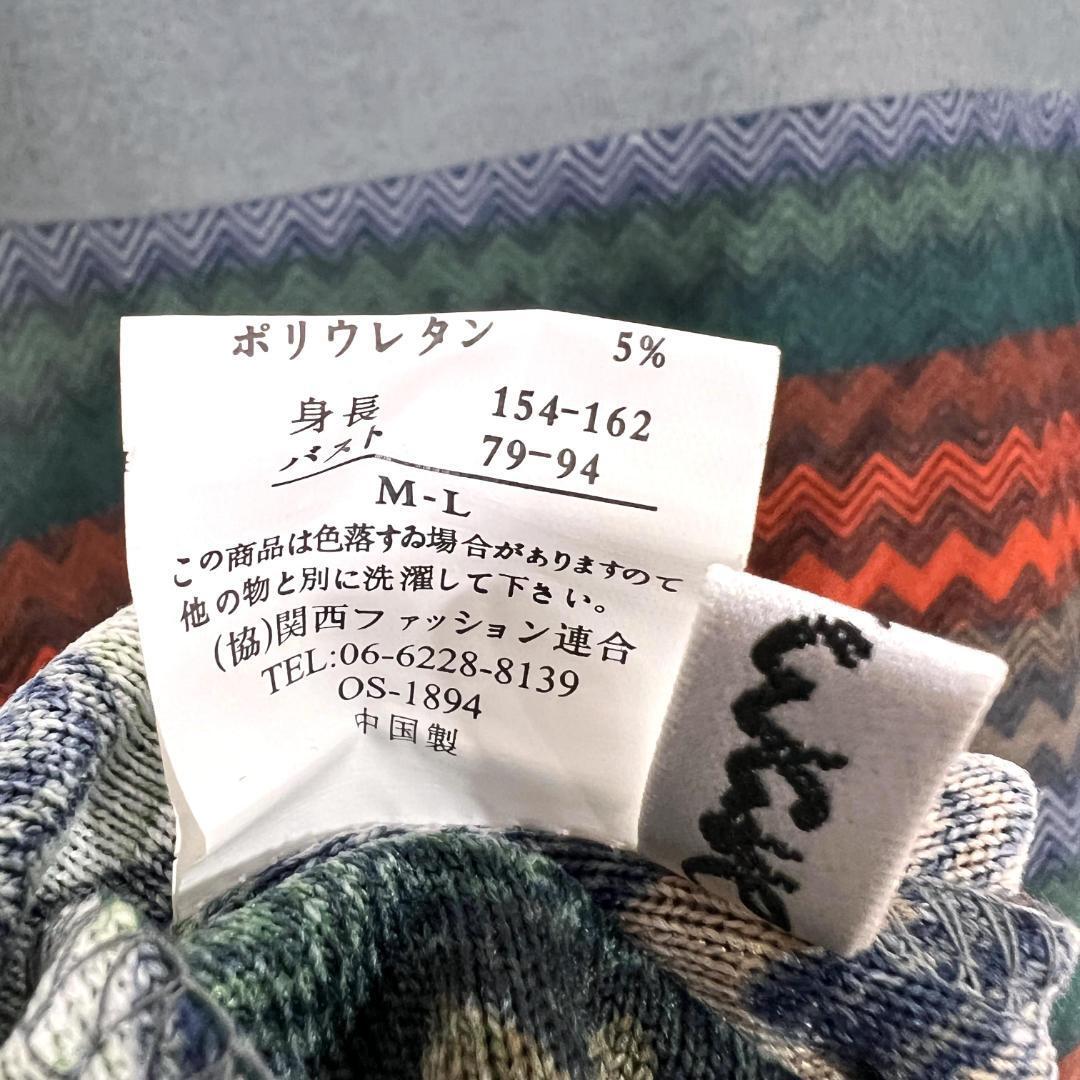 ポリウレタン 5%
身長 154-162
バスト 79-94
M-L
この商品は色落すゐ場合がありますのて
他の物と別に洗濯して下さい。
(協)関西ファッション連合
TEL:06-6228-8139
OS-1894
中国製